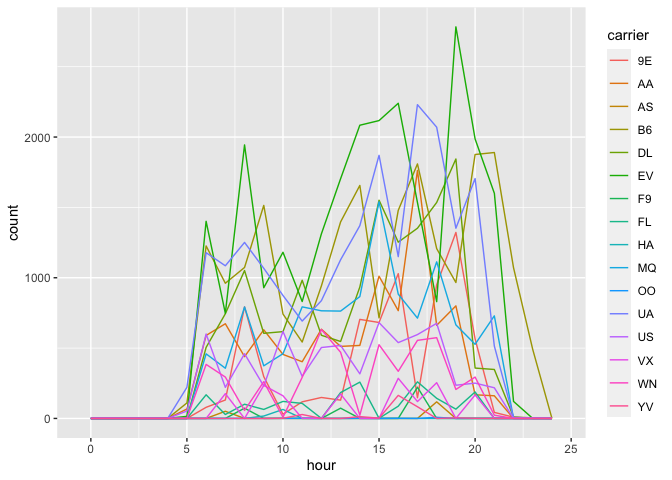 carrier
9E
AA
AS
B6
DL
EV
F9
FL
HA
MQ
OO
UA
US
VX
WN
YV
2000
1000
0
count
0 5 10 15 20 25
hour